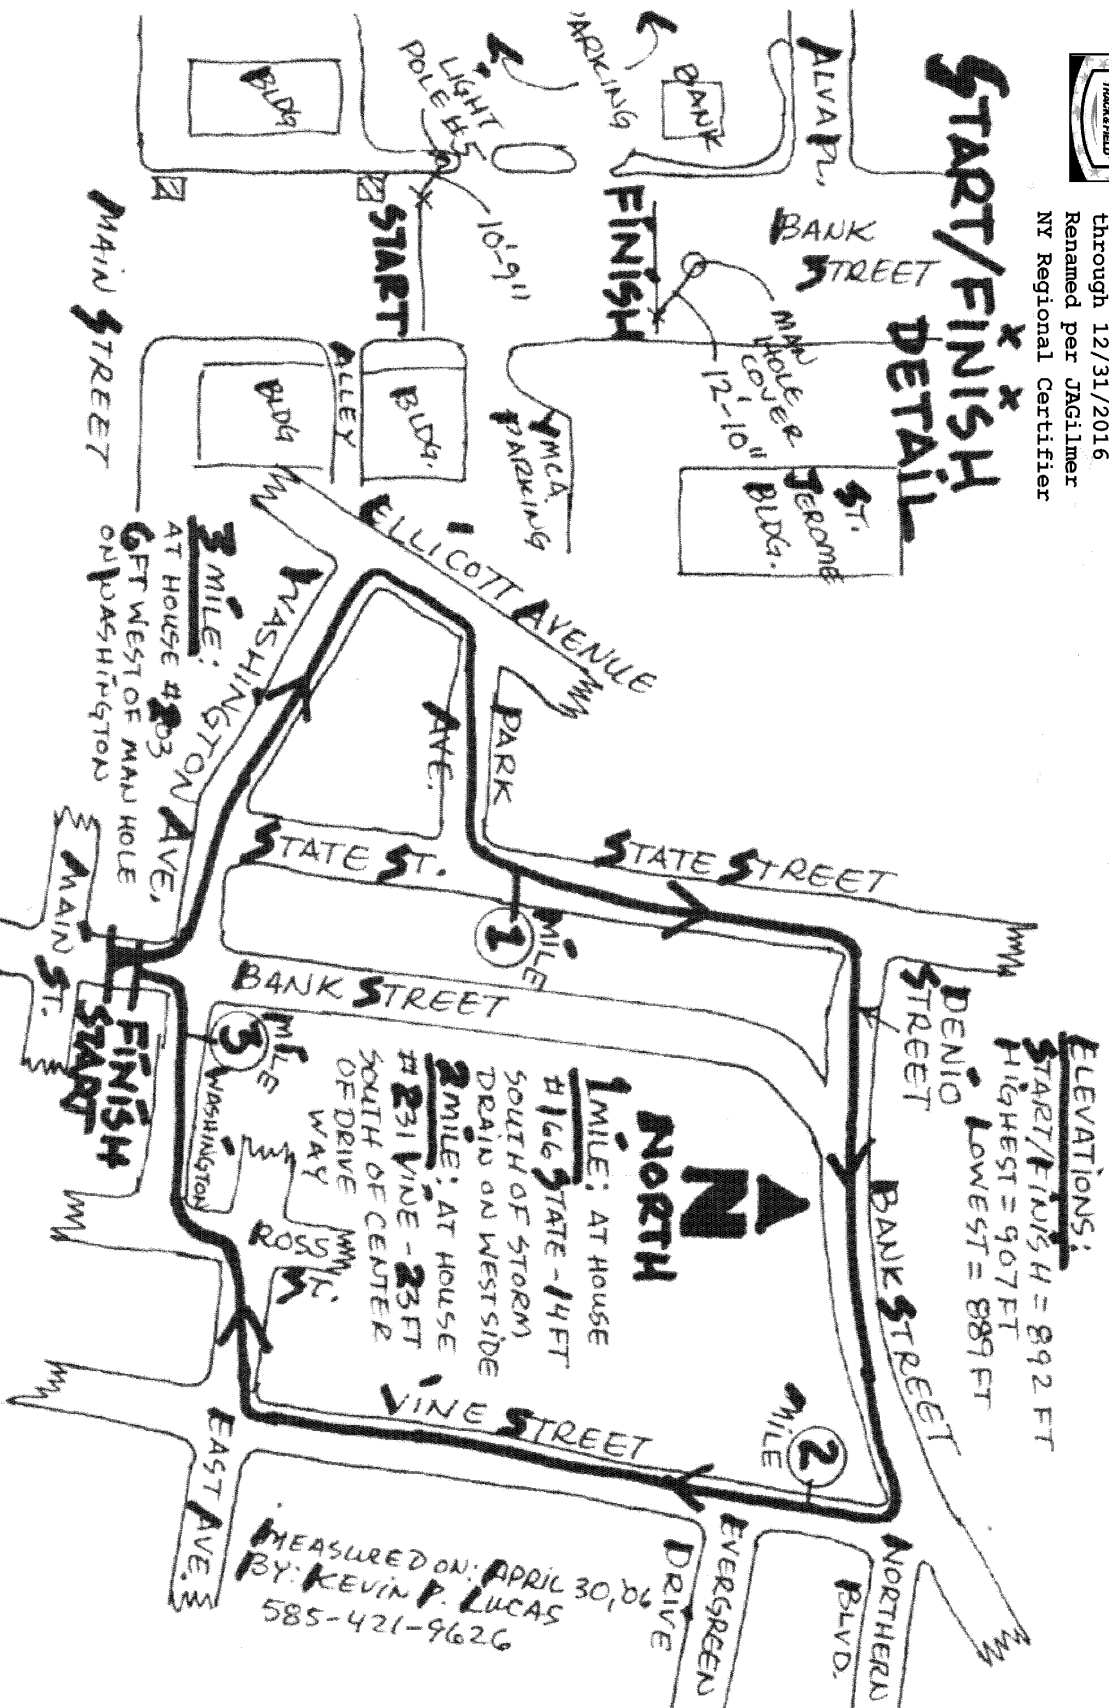 TRACK & FIELD
through 12/31/2016
Renamed per JAGilmer
NY Regional Certifier
START/FINISH
DETAIL
ALVA PL.
BANK
STREET
BANK
PARKING
FINISH
MAN
HOLE
COVER
12'-10"
LIGHT
POLE #5
10'-9"
START
BLDG
MAIN STREET
ALLEY
BLDG.
BLDG
YMCA
PARKING
ST.
JEROME
BLDG.
ELLICOTT AVENUE
WASHINGTON AVE.
3 MILE:
AT HOUSE
6 FT WEST OF MAN HOLE
ON WASHINGTON
PARK
AVE.
STATE ST.
STATE STREET
MILE
1
MAIN ST.
BANK STREET
FINISH
START
MILE
3
WASHINGTON
DENIO
STREET
ELEVATIONS:
START/FINISH = 892 FT
HIGHEST = 907 FT
LOWEST = 889 FT
N
NORTH
1 MILE: AT HOUSE
#166 STATE - 14 FT
SOUTH OF STORM
DRAIN ON WEST SIDE
2 MILE: AT HOUSE
#231 VINE - 23 FT
SOUTH OF CENTER
OF DRIVE
WAY
ROSS
ST.
BANK STREET
MILE
2
VINE STREET
EAST AVE.
NORTHERN
BLVD.
EVERGREEN
DRIVE
MEASURED ON: APRIL 30, '06
BY: KEVIN P. LUCAS
585-421-9626